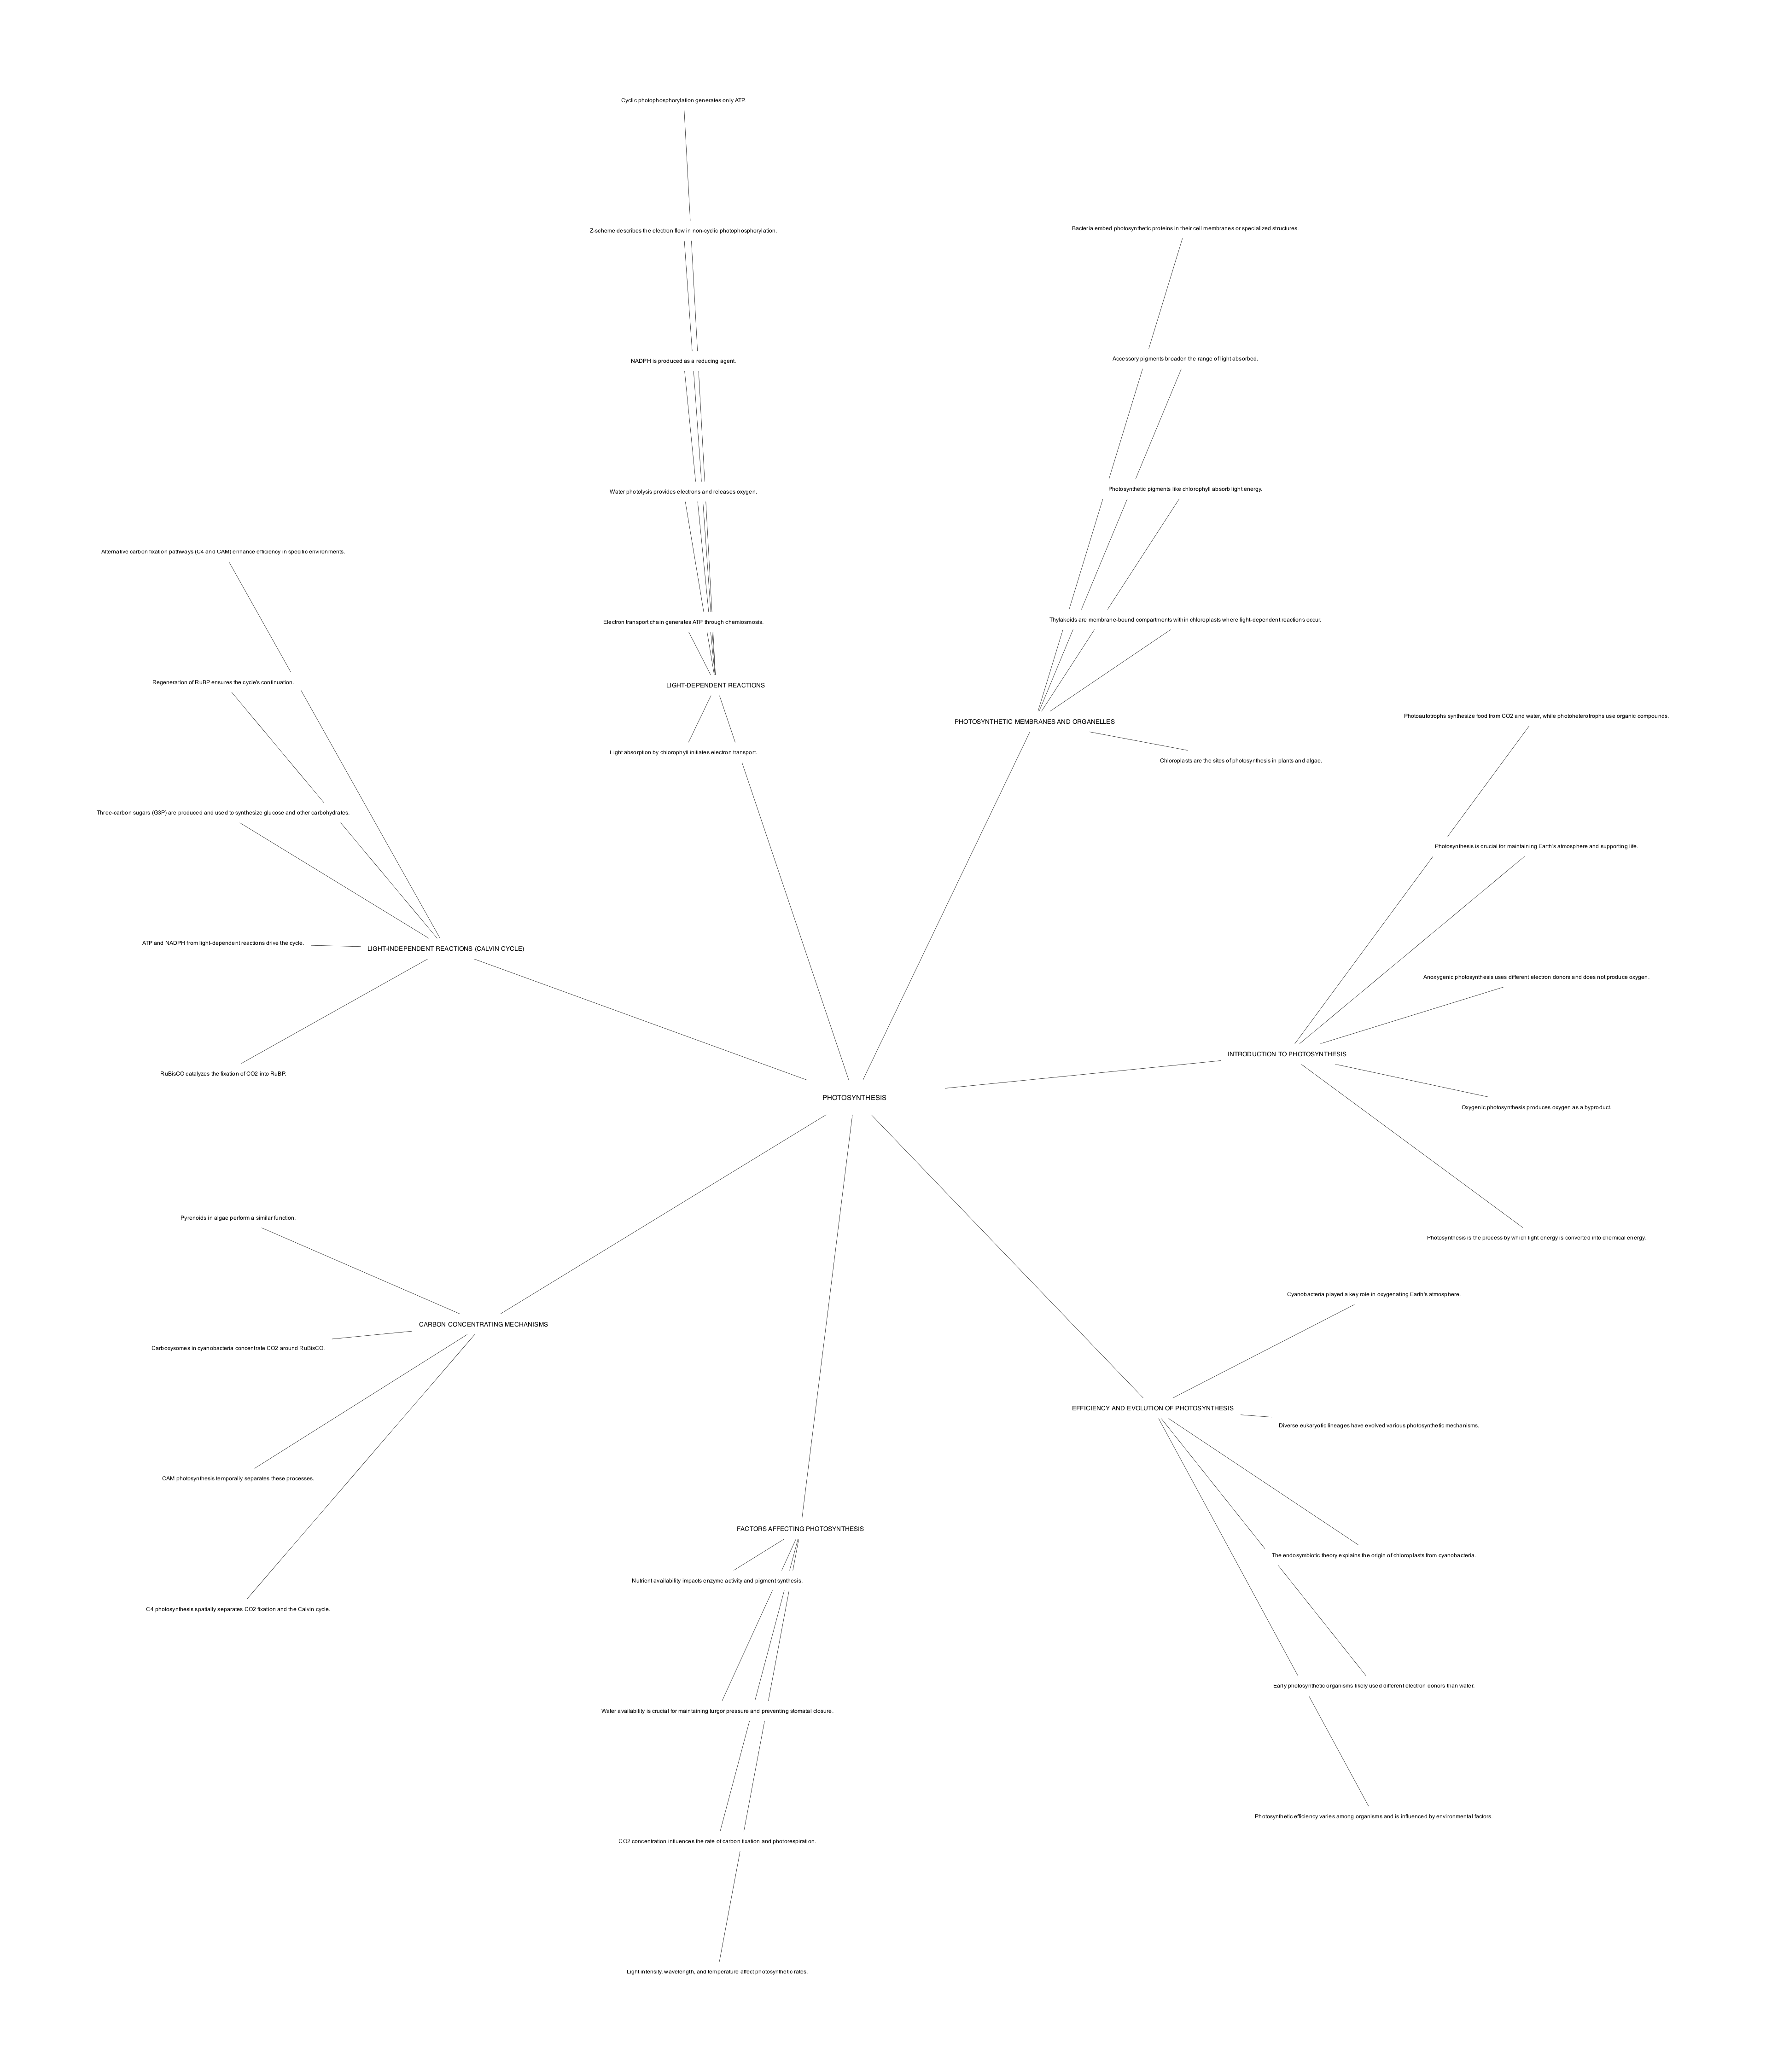 Cyclic photophosphorylation generates only ATP.
Z-scheme describes the electron flow in non-cyclic photophosphorylation.
NADPH is produced as a reducing agent.
Water photolysis provides electrons and releases oxygen.
Electron transport chain generates ATP through chemiosmosis.
LIGHT-DEPENDENT REACTIONS
Light absorption by chlorophyll initiates electron transport.
Bacteria embed photosynthetic proteins in their cell membranes or specialized structures.
Accessory pigments broaden the range of light absorbed.
Photosynthetic pigments like chlorophyll absorb light energy.
Thylakoids are membrane-bound compartments within chloroplasts where light-dependent reactions occur.
PHOTOSYNTHETIC MEMBRANES AND ORGANELLES
Chloroplasts are the sites of photosynthesis in plants and algae.
Alternative carbon fixation pathways (C4 and CAM) enhance efficiency in specific environments.
Regeneration of RuBP ensures the cycle's continuation.
Three-carbon sugars (G3P) are produced and used to synthesize glucose and other carbohydrates.
ATP and NADPH from light-dependent reactions drive the cycle.
LIGHT-INDEPENDENT REACTIONS (CALVIN CYCLE)
RuBisCO catalyzes the fixation of CO2 into RuBP.
Photoautotrophs synthesize food from CO2 and water, while photoheterotrophs use organic compounds.
Photosynthesis is crucial for maintaining Earth's atmosphere and supporting life.
Anoxygenic photosynthesis uses different electron donors and does not produce oxygen.
INTRODUCTION TO PHOTOSYNTHESIS
Oxygenic photosynthesis produces oxygen as a byproduct.
Photosynthesis is the process by which light energy is converted into chemical energy.
PHOTOSYNTHESIS
Pyrenoids in algae perform a similar function.
CARBON CONCENTRATING MECHANISMS
Carboxysomes in cyanobacteria concentrate CO2 around RuBisCO.
CAM photosynthesis temporally separates these processes.
C4 photosynthesis spatially separates CO2 fixation and the Calvin cycle.
Cyanobacteria played a key role in oxygenating Earth's atmosphere.
EFFICIENCY AND EVOLUTION OF PHOTOSYNTHESIS
Diverse eukaryotic lineages have evolved various photosynthetic mechanisms.
The endosymbiotic theory explains the origin of chloroplasts from cyanobacteria.
Early photosynthetic organisms likely used different electron donors than water.
Photosynthetic efficiency varies among organisms and is influenced by environmental factors.
FACTORS AFFECTING PHOTOSYNTHESIS
Nutrient availability impacts enzyme activity and pigment synthesis.
Water availability is crucial for maintaining turgor pressure and preventing stomatal closure.
CO2 concentration influences the rate of carbon fixation and photorespiration.
Light intensity, wavelength, and temperature affect photosynthetic rates.